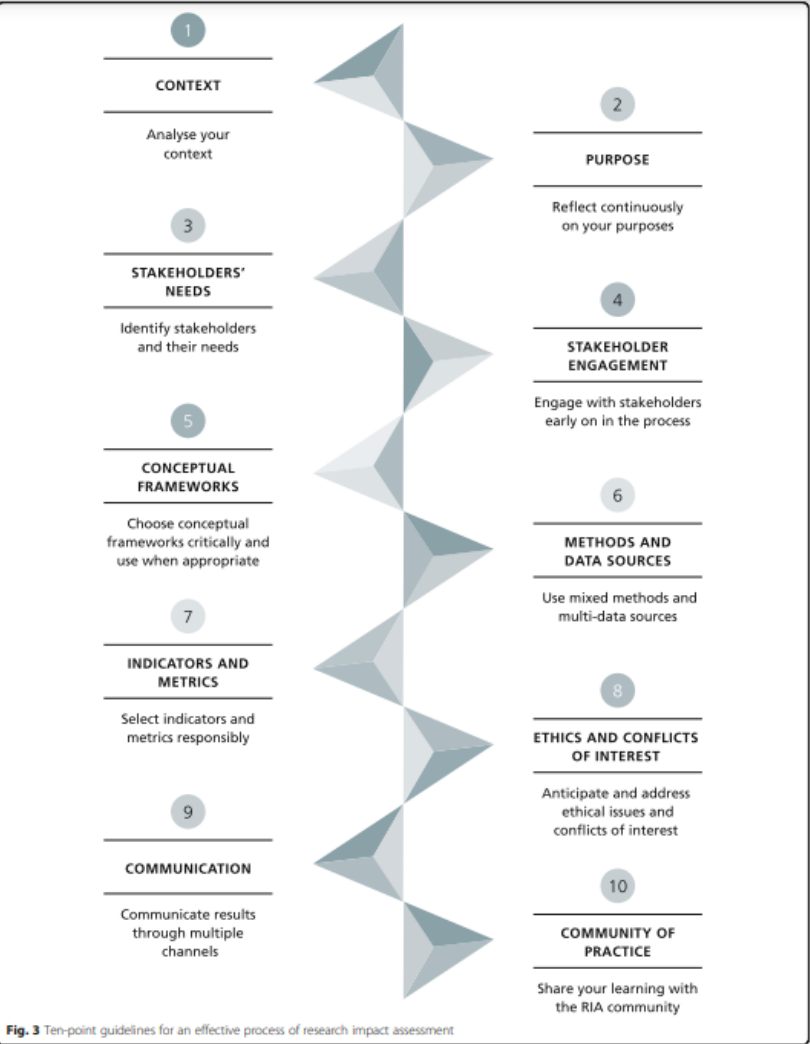 1
CONTEXT
Analyse your
context
2
PURPOSE
Reflect continuously
on your purposes
3
STAKEHOLDERS’
NEEDS
Identify stakeholders
and their needs
4
STAKEHOLDER
ENGAGEMENT
Engage with stakeholders
early on in the process
5
CONCEPTUAL
FRAMEWORKS
Choose conceptual
frameworks critically and
use when appropriate
6
METHODS AND
DATA SOURCES
Use mixed methods and
multi-data sources
7
INDICATORS AND
METRICS
Select indicators and
metrics responsibly
8
ETHICS AND CONFLICTS
OF INTEREST
Anticipate and address
ethical issues and
conflicts of interest
9
COMMUNICATION
Communicate results
through multiple
channels
10
COMMUNITY OF
PRACTICE
Share your learning with
the RIA community
Fig. 3 Ten-point guidelines for an effective process of research impact assessment